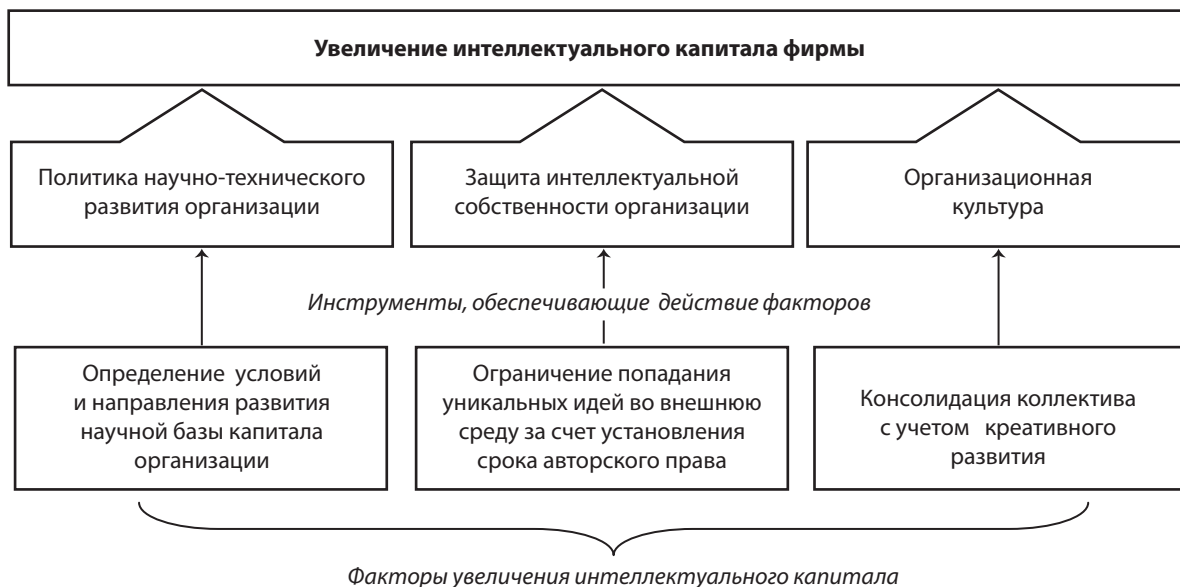 Увеличение интеллектуального капитала фирмы
Политика научно-технического
развития организации
Защита интеллектуальной
собственности организации
Организационная
культура
Инструменты, обеспечивающие действие факторов
Определение условий
и направления развития
научной базы капитала
организации
Ограничение попадания
уникальных идей во внешнюю
среду за счет установления
срока авторского права
Консолидация коллектива
с учетом креативного
развития
Факторы увеличения интеллектуального капитала